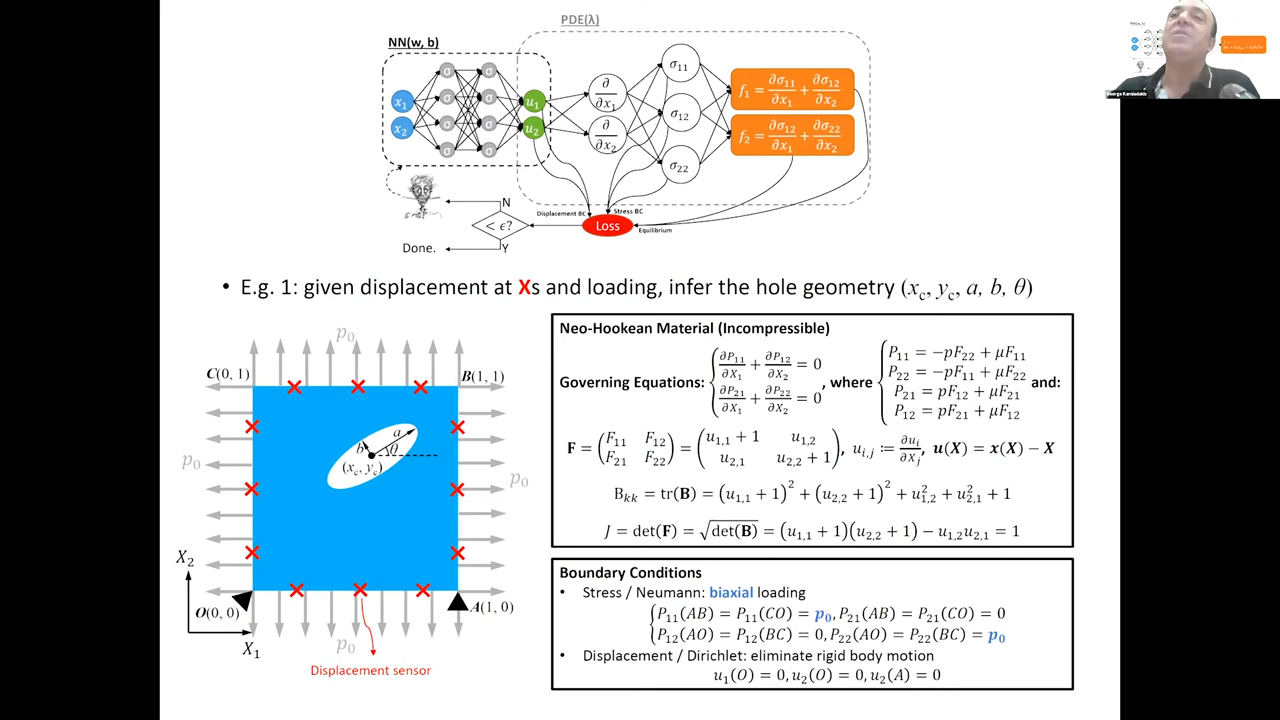 PDE(λ)
NN(w, b)
x₁ σ σ u₁ ∂/∂x₁ σ₁₁ f₁ = ∂σ₁₁/∂x₁ + ∂σ₁₂/∂x₂
x₂ σ σ u₂ ∂/∂x₂ σ₁₂ f₂ = ∂σ₁₂/∂x₁ + ∂σ₂₂/∂x₂
σ σ σ₂₂
σ σ
N
Displacement BC
Stress BC
< ϵ?
Loss
Equilibrium
Done.
Y
George Karniadakis
• E.g. 1: given displacement at Xs and loading, infer the hole geometry (x_c, y_c, a, b, θ)
p₀
C(0, 1)
B(1, 1)
a
b
θ
(x_c, y_c)
p₀
p₀
X₂
O(0, 0)
A(1, 0)
X₁
p₀
Displacement sensor
Neo-Hookean Material (Incompressible)
Governing Equations: { ∂P₁₁/∂X₁ + ∂P₁₂/∂X₂ = 0
∂P₂₁/∂X₁ + ∂P₂₂/∂X₂ = 0 , where { P₁₁ = −pF₂₂ + μF₁₁
P₂₂ = −pF₁₁ + μF₂₂
P₂₁ = pF₁₂ + μF₂₁
P₁₂ = pF₂₁ + μF₁₂ and:
F = (F₁₁ F₁₂ F₂₁ F₂₂) = (u₁,₁ + 1 u₁,₂ u₂,₁ u₂,₂ + 1), u_{i,j} ≔ ∂u_i/∂X_j, u(X) = x(X) − X
B_{kk} = tr(B) = (u₁,₁ + 1)² + (u₂,₂ + 1)² + u²₁,₂ + u²₂,₁ + 1
J = det(F) = √det(B) = (u₁,₁ + 1)(u₂,₂ + 1) − u₁,₂u₂,₁ = 1
Boundary Conditions
• Stress / Neumann: biaxial loading
{ P₁₁(AB) = P₁₁(CO) = p₀, P₂₁(AB) = P₂₁(CO) = 0
P₁₂(AO) = P₁₂(BC) = 0, P₂₂(AO) = P₂₂(BC) = p₀
• Displacement / Dirichlet: eliminate rigid body motion
u₁(O) = 0, u₂(O) = 0, u₂(A) = 0